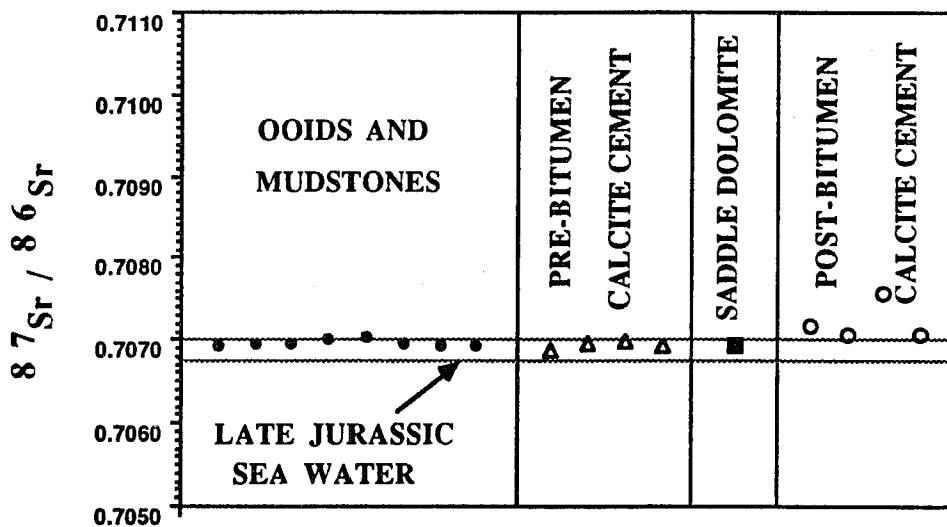 0.7110
0.7100
0.7090
0.7080
0.7070
0.7060
0.7050
87Sr / 86Sr
OOIDS AND
MUDSTONES
LATE JURASSIC
SEA WATER
PRE-BITUMEN
CALCITE CEMENT
SADDLE DOLOMITE
POST-BITUMEN
CALCITE CEMENT